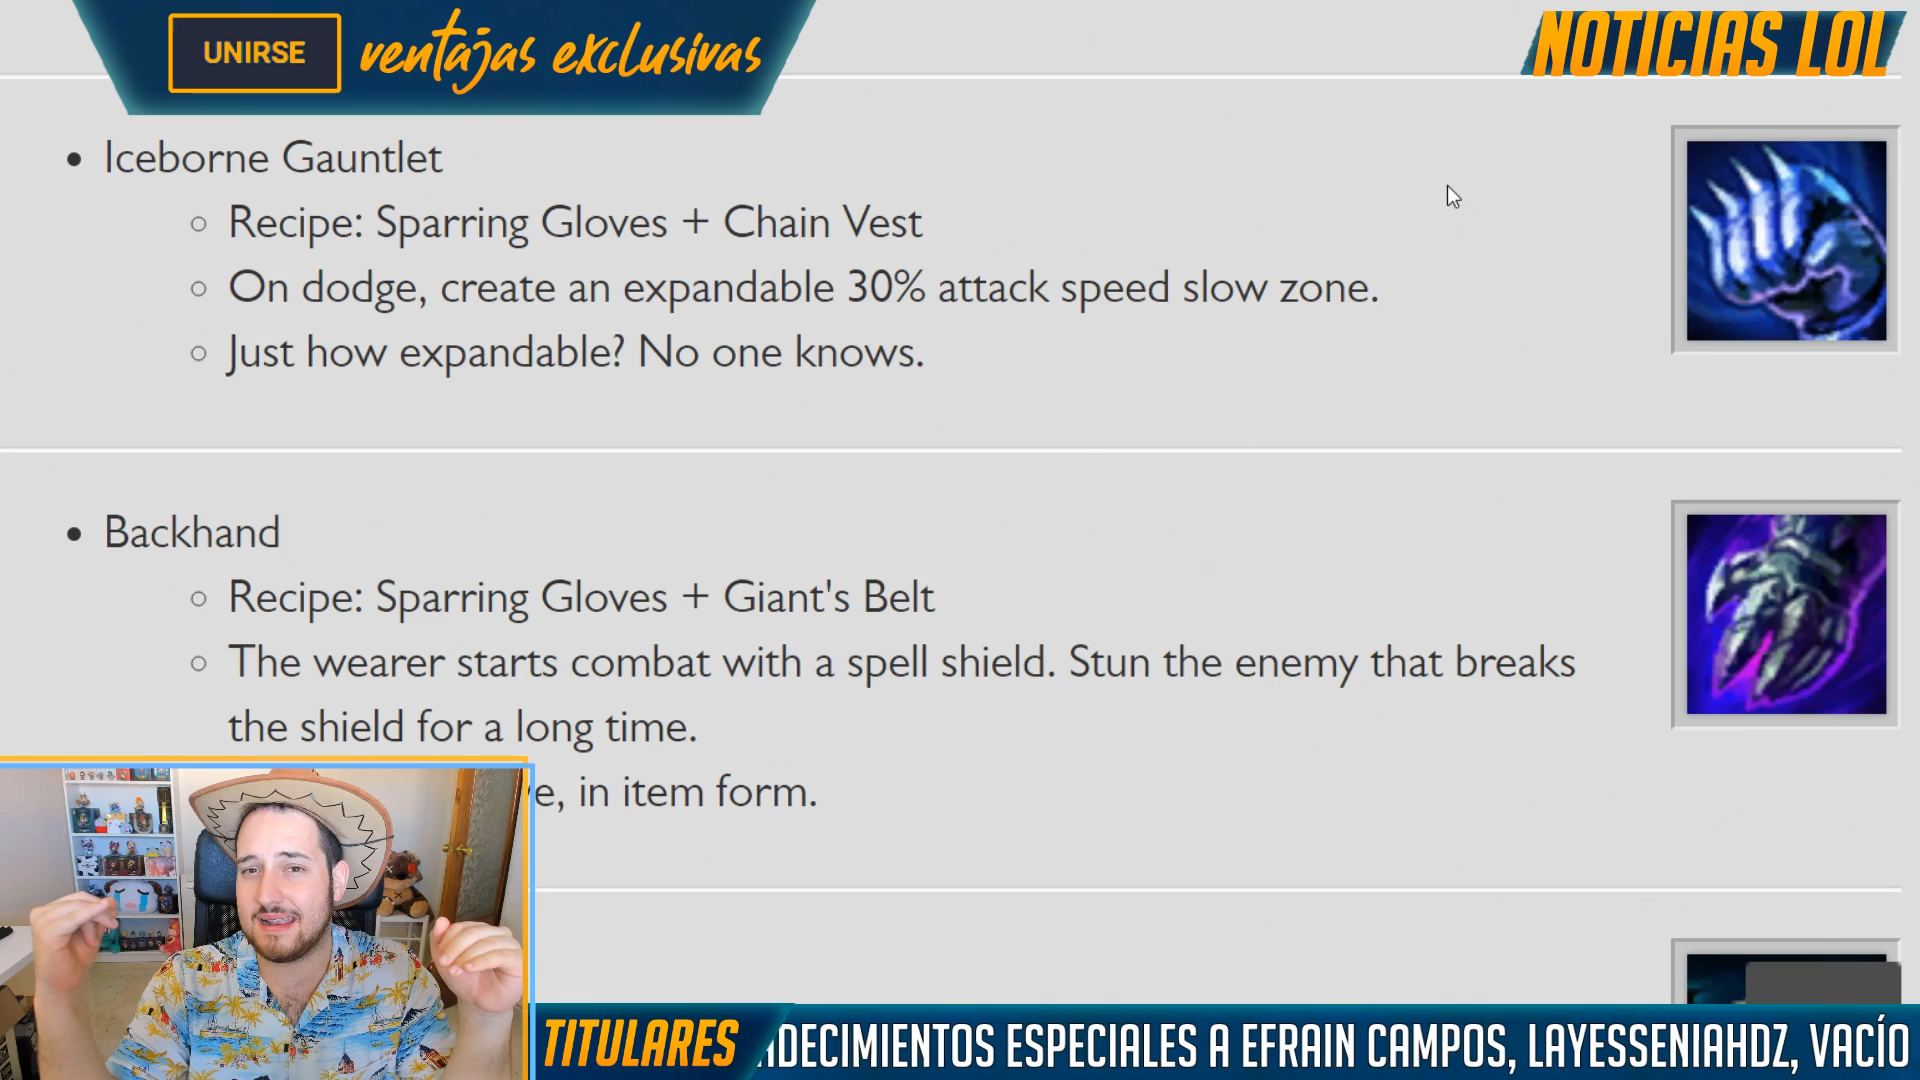 UNIRSE ventajas exclusivas
NOTICIAS LOL
Iceborne Gauntlet
Recipe: Sparring Gloves + Chain Vest
On dodge, create an expandable 30% attack speed slow zone.
Just how expandable? No one knows.
Backhand
Recipe: Sparring Gloves + Giant's Belt
The wearer starts combat with a spell shield. Stun the enemy that breaks
the shield for a long time.
e, in item form.
TITULARES
ADECIMIENTOS ESPECIALES A EFRAIN CAMPOS, LAYESSENIAHDZ, VACÍO